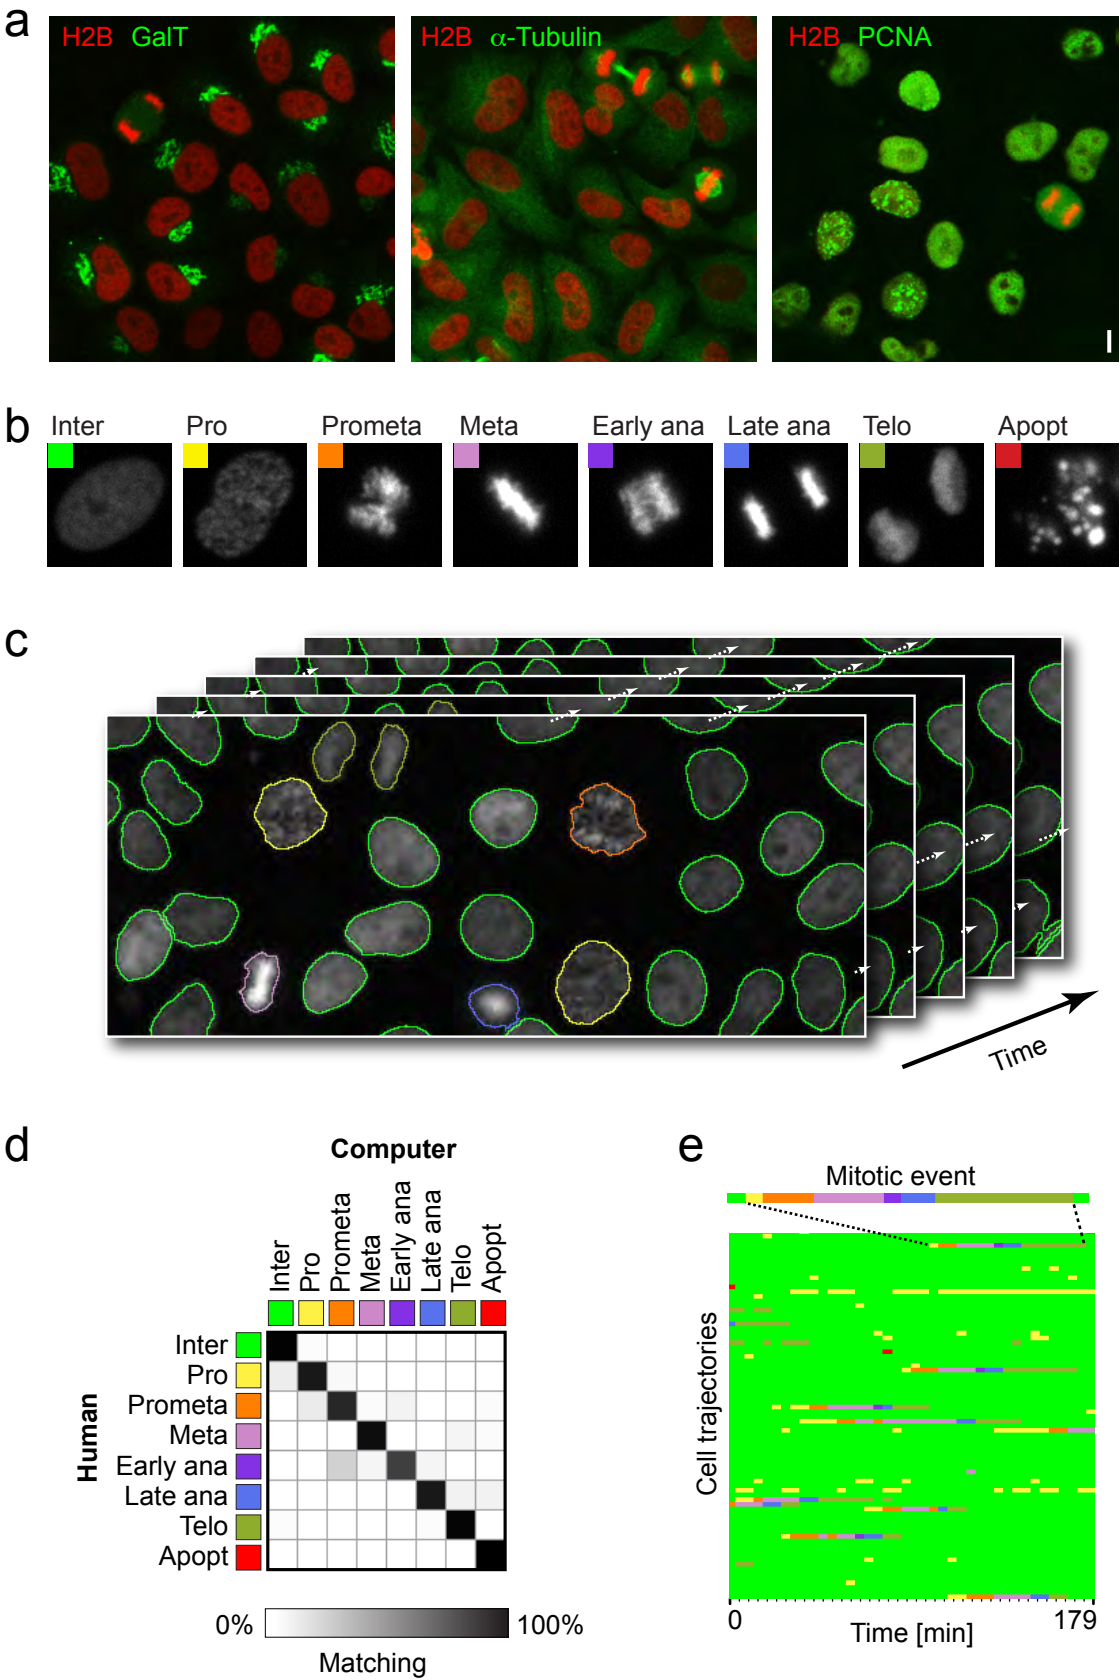 a
H2B GalT
H2B α-Tubulin
H2B PCNA
b
Inter Pro Prometa Meta Early ana Late ana Telo Apopt
c
Time
d
Computer
Inter
Pro
Prometa
Meta
Early ana
Late ana
Telo
Apopt
Human
Inter
Pro
Prometa
Meta
Early ana
Late ana
Telo
Apopt
0% 100%
Matching
e
Mitotic event
Cell trajectories
0 179
Time [min]